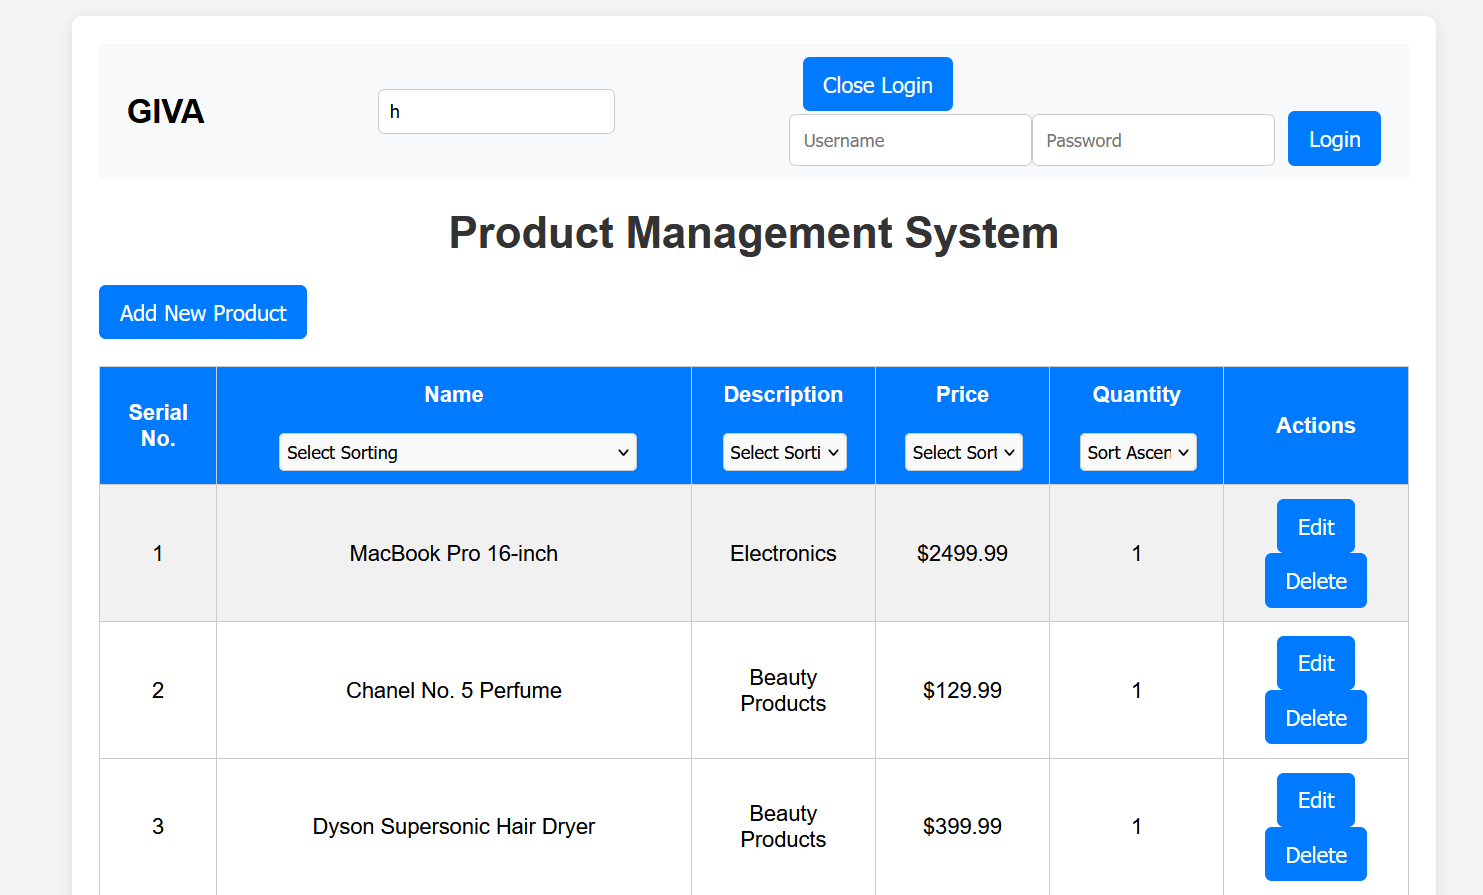 GIVA
h
Close Login
Username
Password
Login
Product Management System
Add New Product
Serial No.
Name
Description
Price
Quantity
Actions
Select Sorting
Select Sorti
Select Sort
Sort Ascen
1
MacBook Pro 16-inch
Electronics
$2499.99
1
Edit
Delete
2
Chanel No. 5 Perfume
Beauty
Products
$129.99
1
Edit
Delete
3
Dyson Supersonic Hair Dryer
Beauty
Products
$399.99
1
Edit
Delete